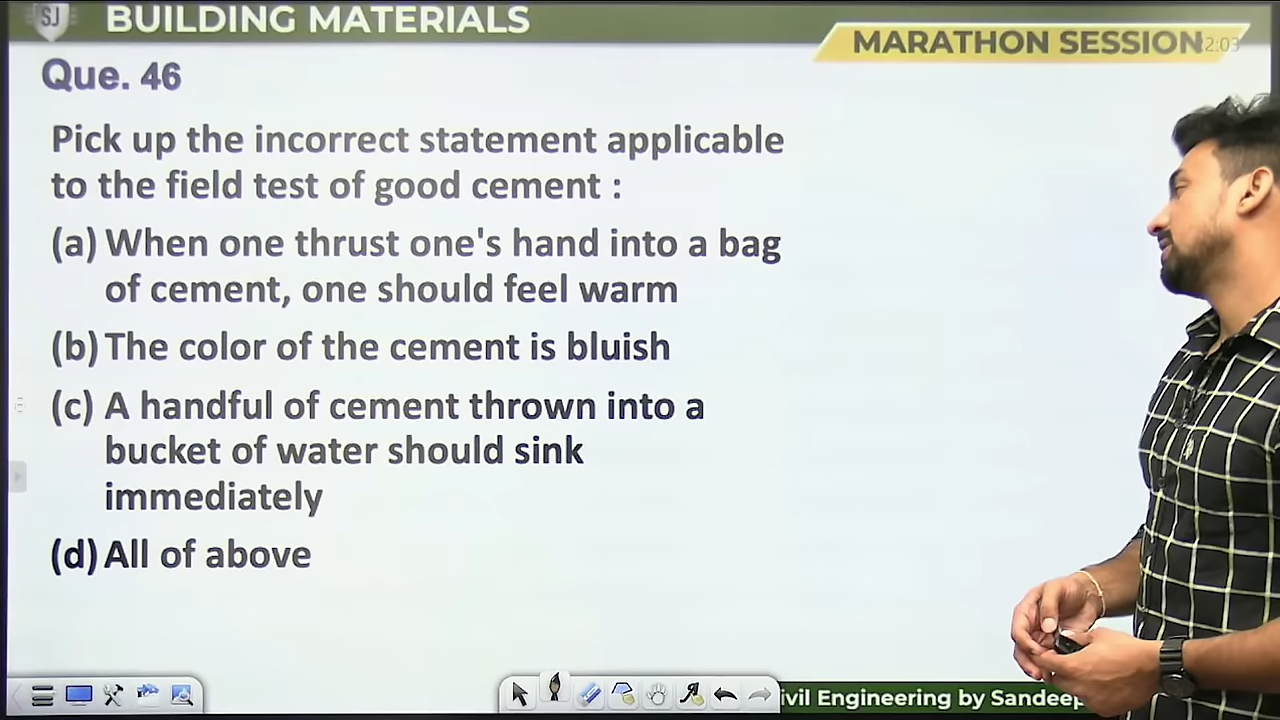 SJ
BUILDING MATERIALS
MARATHON SESSION
2:03
Que. 46
Pick up the incorrect statement applicable
to the field test of good cement :
(a) When one thrust one's hand into a bag
of cement, one should feel warm
(b) The color of the cement is bluish
(c) A handful of cement thrown into a
bucket of water should sink
immediately
(d) All of above
ivil Engineering by Sandeep